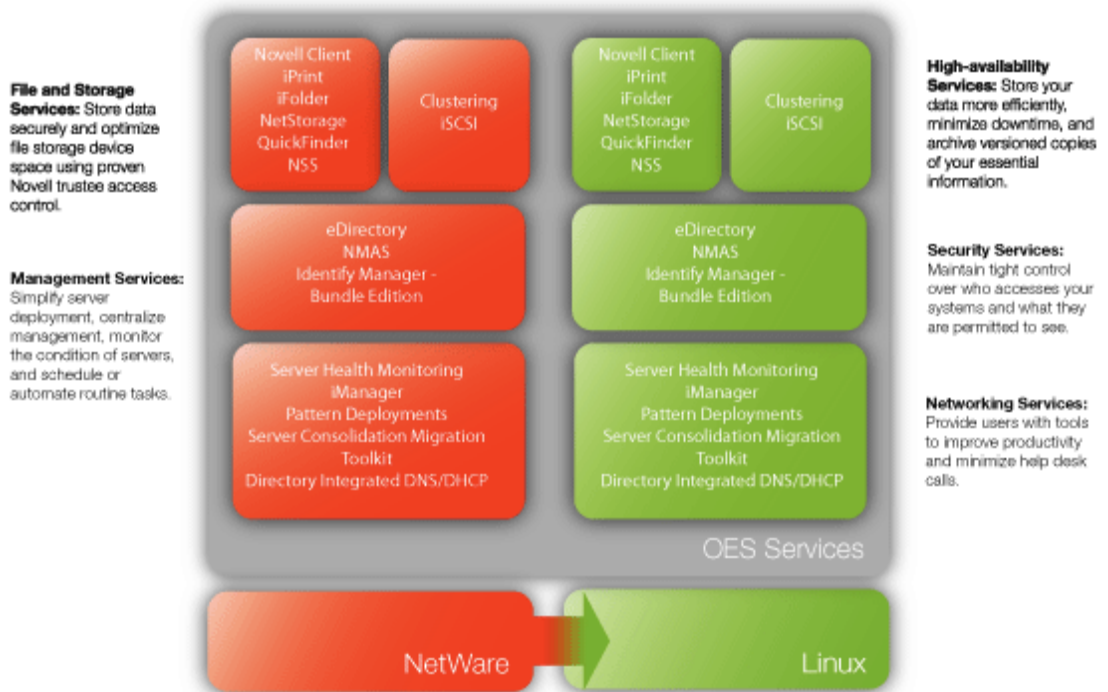 File and Storage
Services: Store data
securely and optimize
file storage device
space using proven
Novell trustee access
control.
Management Services:
Simplify server
deployment, centralize
management, monitor
the condition of servers,
and schedule or
automate routine tasks.
Novell Client
iPrint
iFolder
NetStorage
QuickFinder
NSS
Clustering
iSCSI
eDirectory
NMAS
Identify Manager -
Bundle Edition
Server Health Monitoring
iManager
Pattern Deployments
Server Consolidation Migration
Toolkit
Directory Integrated DNS/DHCP
Novell Client
iPrint
iFolder
NetStorage
QuickFinder
NSS
Clustering
iSCSI
eDirectory
NMAS
Identify Manager -
Bundle Edition
Server Health Monitoring
iManager
Pattern Deployments
Server Consolidation Migration
Toolkit
Directory Integrated DNS/DHCP
OES Services
NetWare
Linux
High-availability
Services: Store your
data more efficiently,
minimize downtime, and
archive versioned copies
of your essential
information.
Security Services:
Maintain tight control
over who accesses your
systems and what they
are permitted to see.
Networking Services:
Provide users with tools
to improve productivity
and minimize help desk
calls.